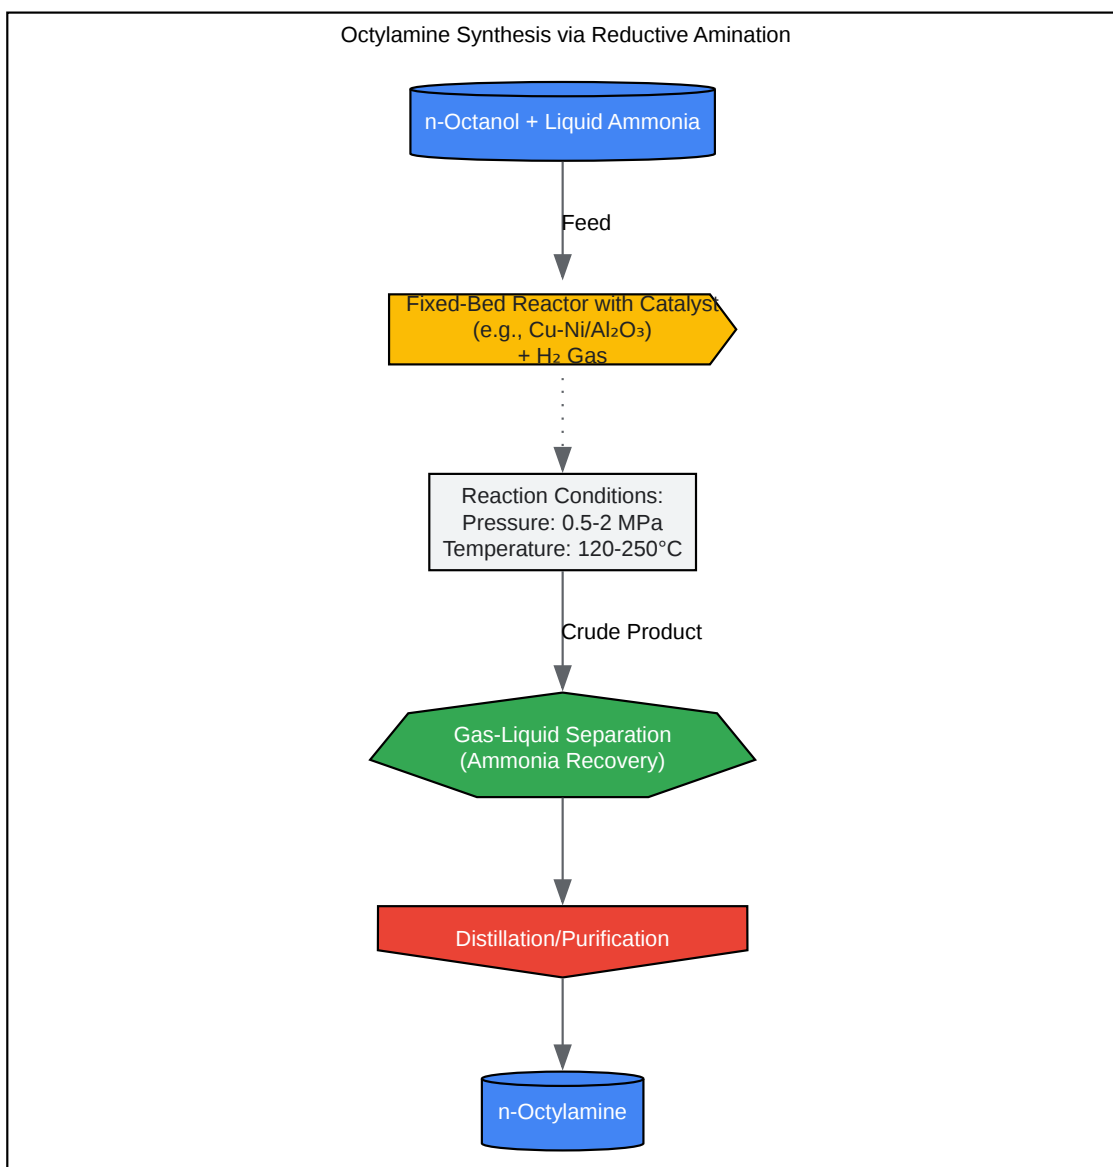 Octylamine Synthesis via Reductive Amination
n-Octanol + Liquid Ammonia
Feed
Fixed-Bed Reactor with Catalyst
(e.g., Cu-Ni/Al₂O₃)
+ H₂ Gas
Reaction Conditions:
Pressure: 0.5-2 MPa
Temperature: 120-250°C
Crude Product
Gas-Liquid Separation
(Ammonia Recovery)
Distillation/Purification
n-Octylamine